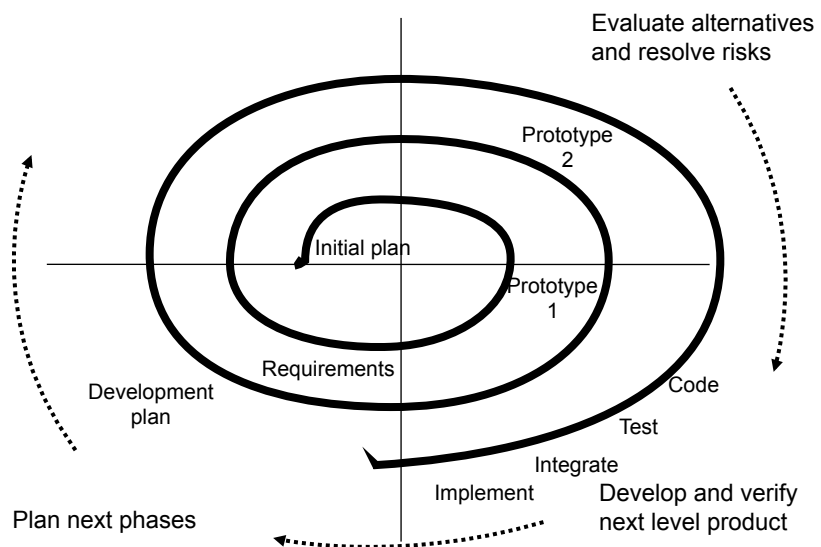 Evaluate alternatives
and resolve risks
Prototype
2
Initial plan
Prototype
1
Requirements
Development
plan
Code
Test
Integrate
Implement
Develop and verify
next level product
Plan next phases